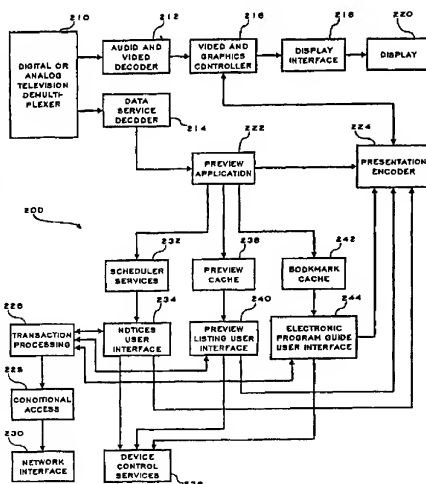 210
212
216
218
220
DIGITAL OR
ANALOG
TELEVISION
DEMULTI-
PLEXER
AUDIO AND
VIDEO
DECODER
VIDEO AND
GRAPHICS
CONTROLLER
DISPLAY
INTERFACE
DISPLAY
DATA
SERVICE
DECODER
214
222
224
PREVIEW
APPLICATION
PRESENTATION
ENCODER
200
232
238
242
SCHEDULER
SERVICES
PREVIEW
CACHE
BOOKMARK
CACHE
226
234
240
244
TRANSACTION
PROCESSING
NOTICES
USER
INTERFACE
PREVIEW
LISTING USER
INTERFACE
ELECTRONIC
PROGRAM GUIDE
USER INTERFACE
228
CONDITIONAL
ACCESS
230
NETWORK
INTERFACE
DEVICE
CONTROL
SERVICES